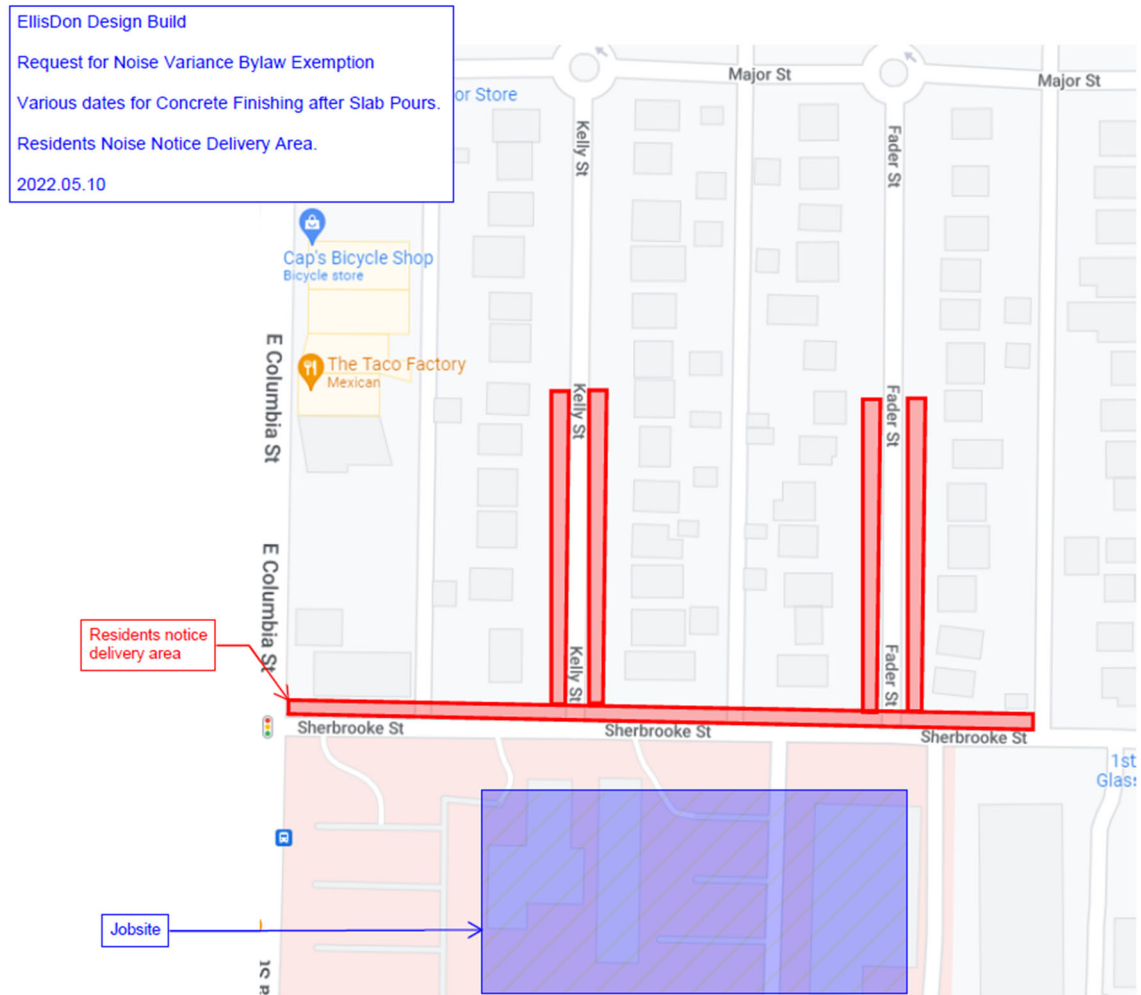 EllisDon Design Build
Request for Noise Variance Bylaw Exemption
Various dates for Concrete Finishing after Slab Pours.
Residents Noise Notice Delivery Area.
2022.05.10
or Store
Major St
Major St
Kelly St
Fader St
Cap's Bicycle Shop
Bicycle store
The Taco Factory
Mexican
E Columbia St
Kelly St
Fader St
E Columbia St
Residents notice
delivery area
Kelly St
Fader St
Sherbrooke St
Sherbrooke St
Sherbrooke St
1st
Glass
Jobsite